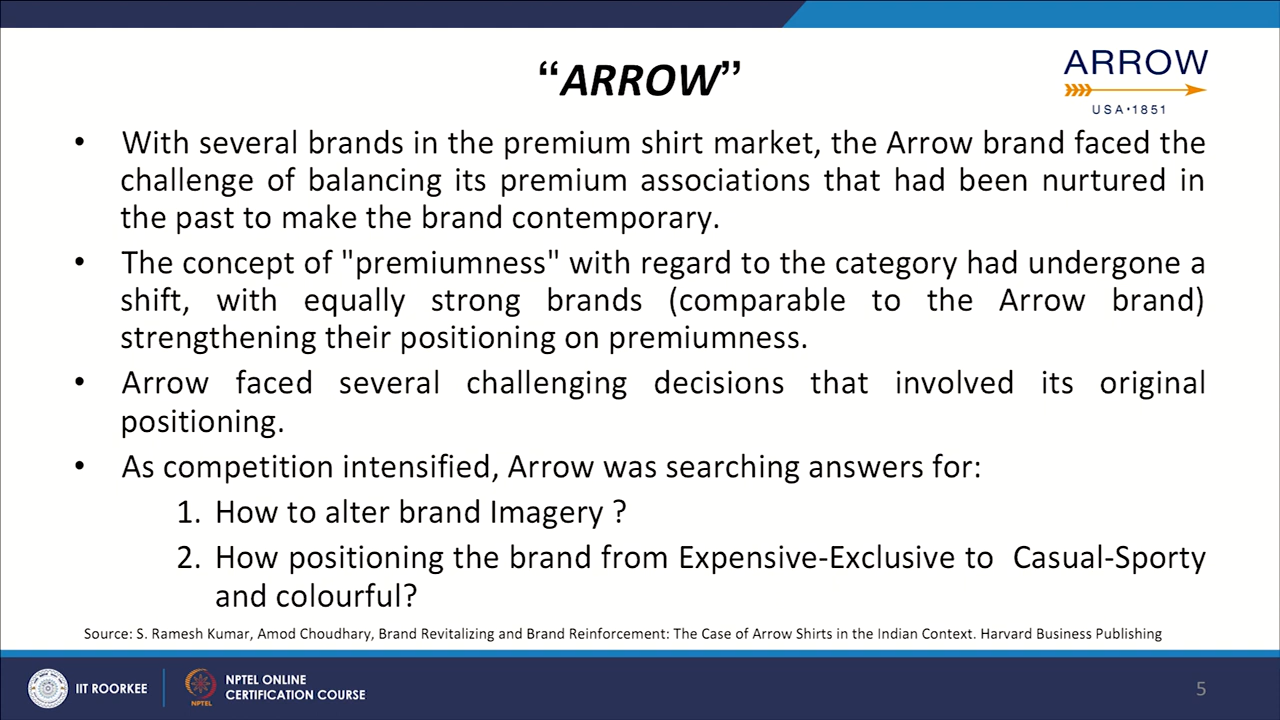 “ARROW”
ARROW
USA•1851
• With several brands in the premium shirt market, the Arrow brand faced the
challenge of balancing its premium associations that had been nurtured in
the past to make the brand contemporary.
• The concept of "premiumness" with regard to the category had undergone a
shift, with equally strong brands (comparable to the Arrow brand)
strengthening their positioning on premiumness.
• Arrow faced several challenging decisions that involved its original
positioning.
• As competition intensified, Arrow was searching answers for:
1. How to alter brand Imagery ?
2. How positioning the brand from Expensive-Exclusive to Casual-Sporty
and colourful?
Source: S. Ramesh Kumar, Amod Choudhary, Brand Revitalizing and Brand Reinforcement: The Case of Arrow Shirts in the Indian Context. Harvard Business Publishing
IIT ROORKEE
NPTEL
NPTEL ONLINE
CERTIFICATION COURSE
5